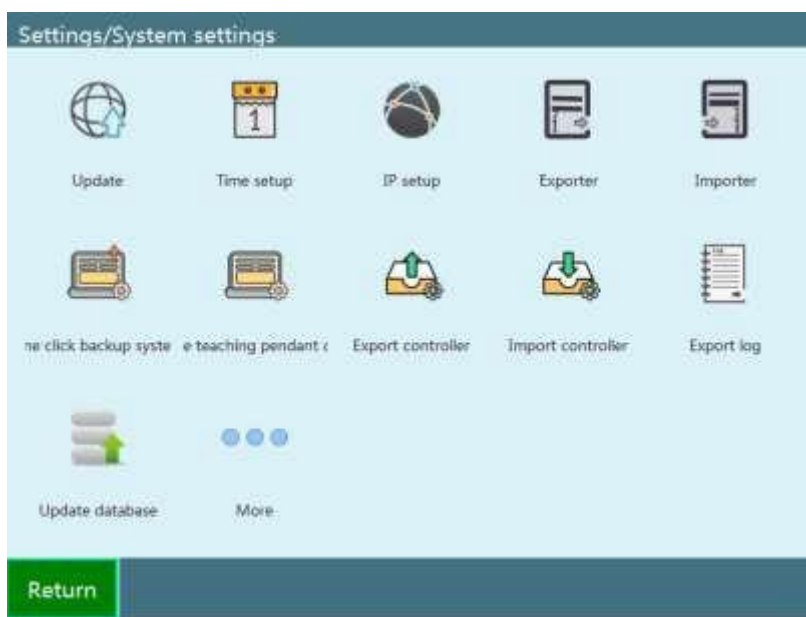 Settings/System settings
Update
Time setup
IP setup
Exporter
Importer
ne click backup syste
e teaching pendant c
Export controller
Import controller
Export log
Update database
More
Return